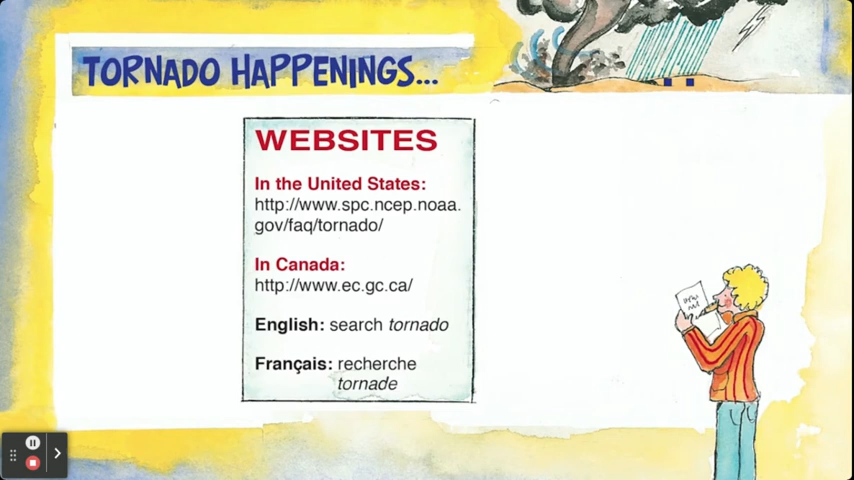 TORNADO HAPPENINGS...
WEBSITES
In the United States:
http://www.spc.ncep.noaa.
gov/faq/tornado/
In Canada:
http://www.ec.gc.ca/
English: search tornado
Français: recherche
tornade